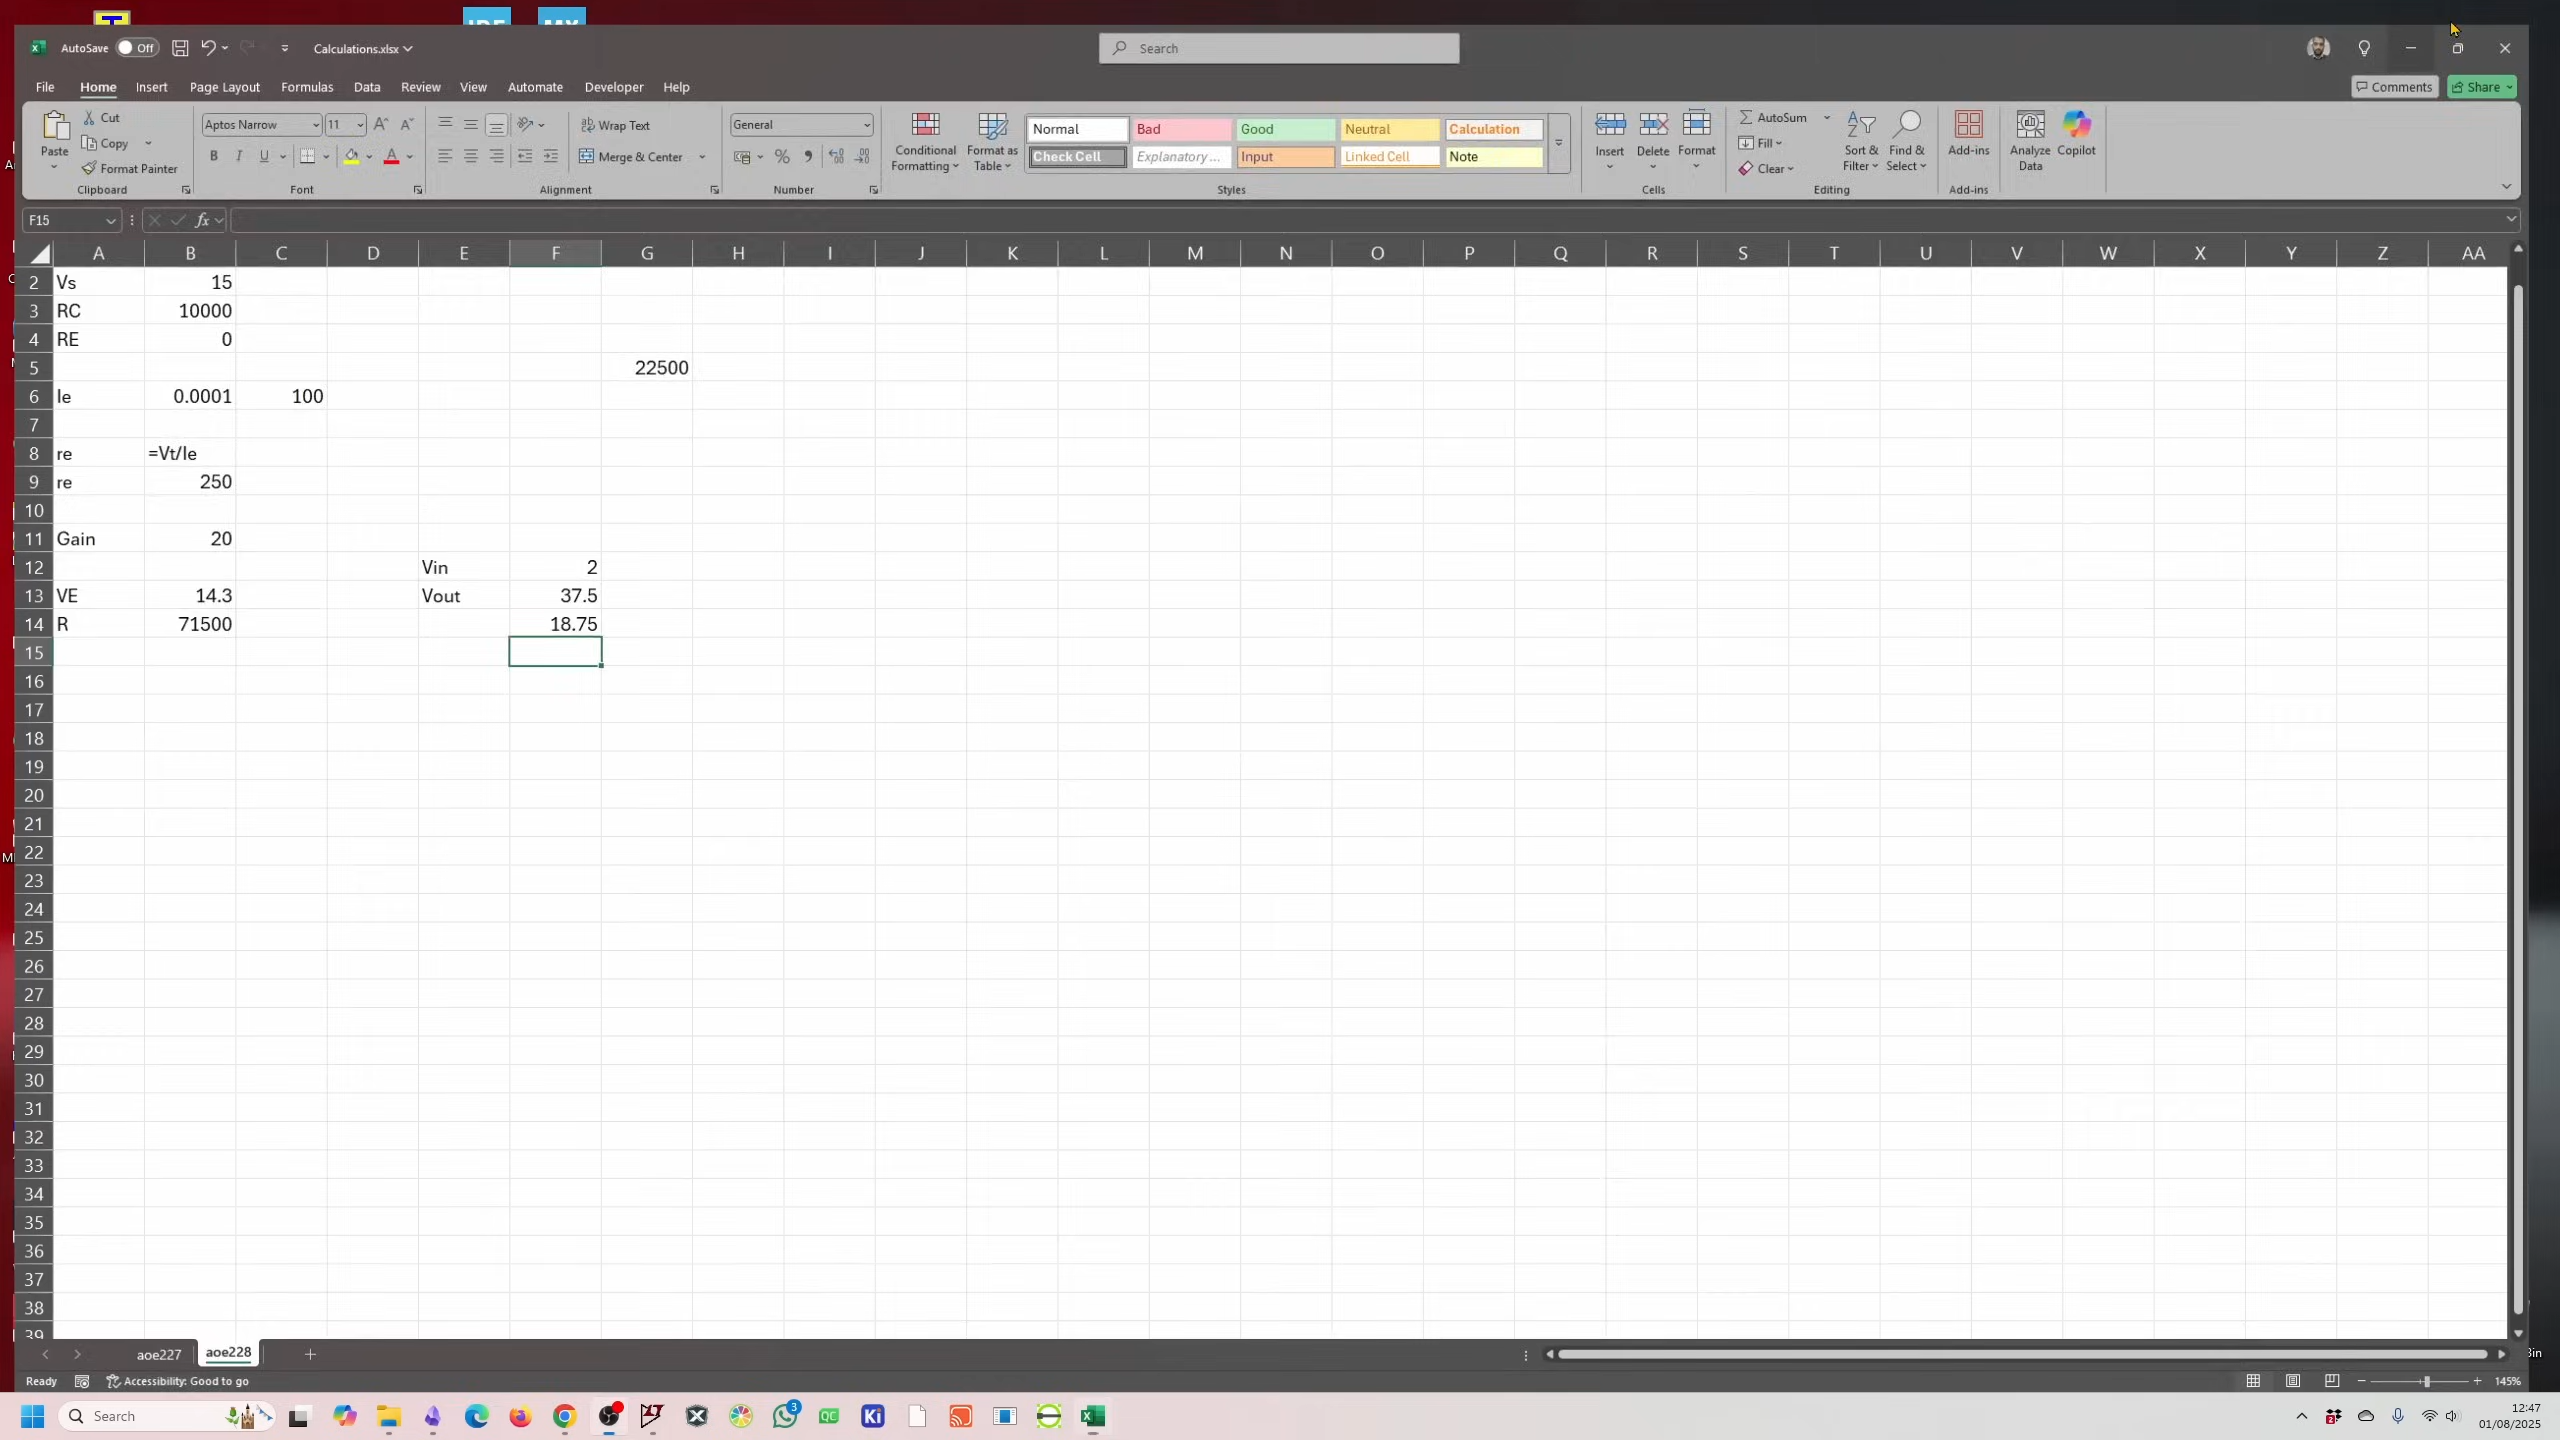 AutoSave Off Calculations.xlsx Search
File Home Insert Page Layout Formulas Data Review View Automate Developer Help Comments Share
Paste Cut Copy Format Painter Clipboard
Aptos Narrow 11 B I U Font
Wrap Text Merge & Center Alignment
General Number
Conditional Formatting Format as Table
Normal Bad Good Neutral Calculation
Check Cell Explanatory ... Input Linked Cell Note
Styles
Insert Delete Format Cells
AutoSum Fill Clear Sort & Filter Find & Select Editing
Add-ins Add-ins
Analyze Data Copilot
F15 fx
A B C D E F G H I J K L M N O P Q R S T U V W X Y Z AA
2 Vs 15
3 RC 10000
4 RE 0
5 22500
6 Ie 0.0001 100
7
8 re =Vt/Ie
9 re 250
10
11 Gain 20
12 Vin 2
13 VE 14.3 Vout 37.5
14 R 71500 18.75
15
16
17
18
19
20
21
22
23
24
25
26
27
28
29
30
31
32
33
34
35
36
37
38
39
aoe227 aoe228
Ready Accessibility: Good to go 145%
Search 3 QC Ki 12:47
01/08/2025